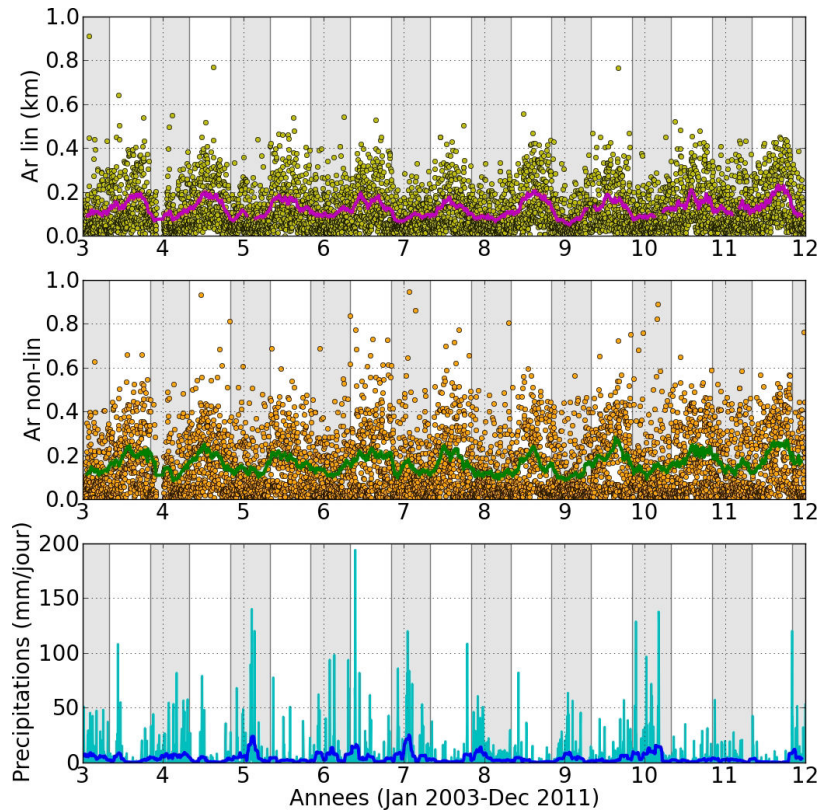 1.0
0.8
0.6
0.4
0.2
0.0
Ar lin (km)
3 4 5 6 7 8 9 10 11 12
1.0
0.8
0.6
0.4
0.2
0.0
Ar non-lin
3 4 5 6 7 8 9 10 11 12
200
150
100
50
0
Precipitations (mm/jour)
3 4 5 6 7 8 9 10 11 12
Annees (Jan 2003-Dec 2011)